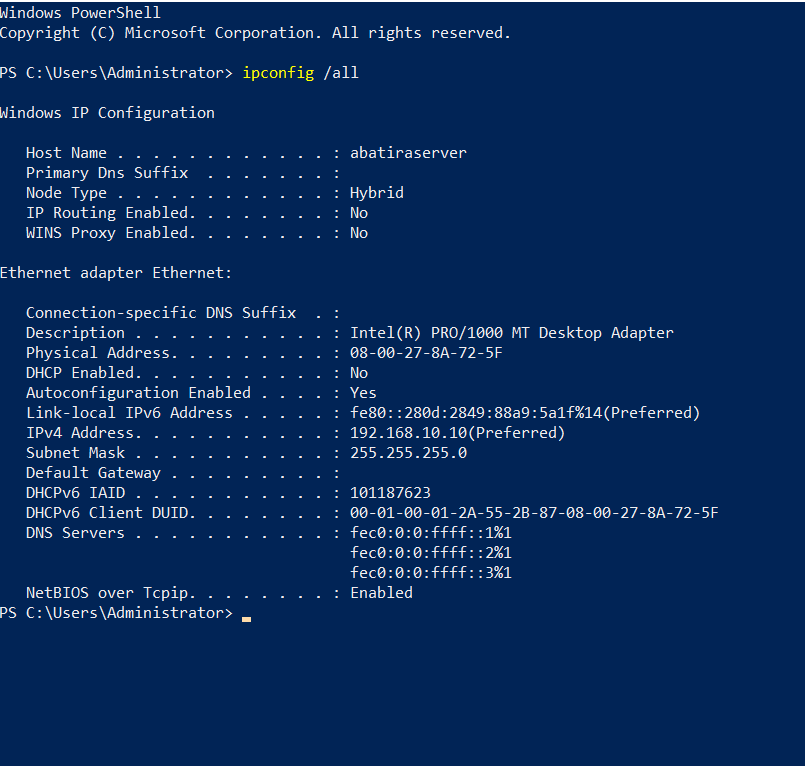 Windows PowerShell
Copyright (C) Microsoft Corporation. All rights reserved.
PS C:\Users\Administrator> ipconfig /all
Windows IP Configuration
   Host Name . . . . . . . . . . . . : abatiraserver
   Primary Dns Suffix  . . . . . . . :
   Node Type . . . . . . . . . . . . : Hybrid
   IP Routing Enabled. . . . . . . . : No
   WINS Proxy Enabled. . . . . . . . : No
Ethernet adapter Ethernet:
   Connection-specific DNS Suffix  . :
   Description . . . . . . . . . . . : Intel(R) PRO/1000 MT Desktop Adapter
   Physical Address. . . . . . . . . : 08-00-27-8A-72-5F
   DHCP Enabled. . . . . . . . . . . : No
   Autoconfiguration Enabled . . . . : Yes
   Link-local IPv6 Address . . . . . : fe80::280d:2849:88a9:5a1f%14(Preferred)
   IPv4 Address. . . . . . . . . . . : 192.168.10.10(Preferred)
   Subnet Mask . . . . . . . . . . . : 255.255.255.0
   Default Gateway . . . . . . . . . :
   DHCPv6 IAID . . . . . . . . . . . : 101187623
   DHCPv6 Client DUID. . . . . . . . : 00-01-00-01-2A-55-2B-87-08-00-27-8A-72-5F
   DNS Servers . . . . . . . . . . . : fec0:0:0:ffff::1%1
                                       fec0:0:0:ffff::2%1
                                       fec0:0:0:ffff::3%1
   NetBIOS over Tcpip. . . . . . . . : Enabled
PS C:\Users\Administrator>